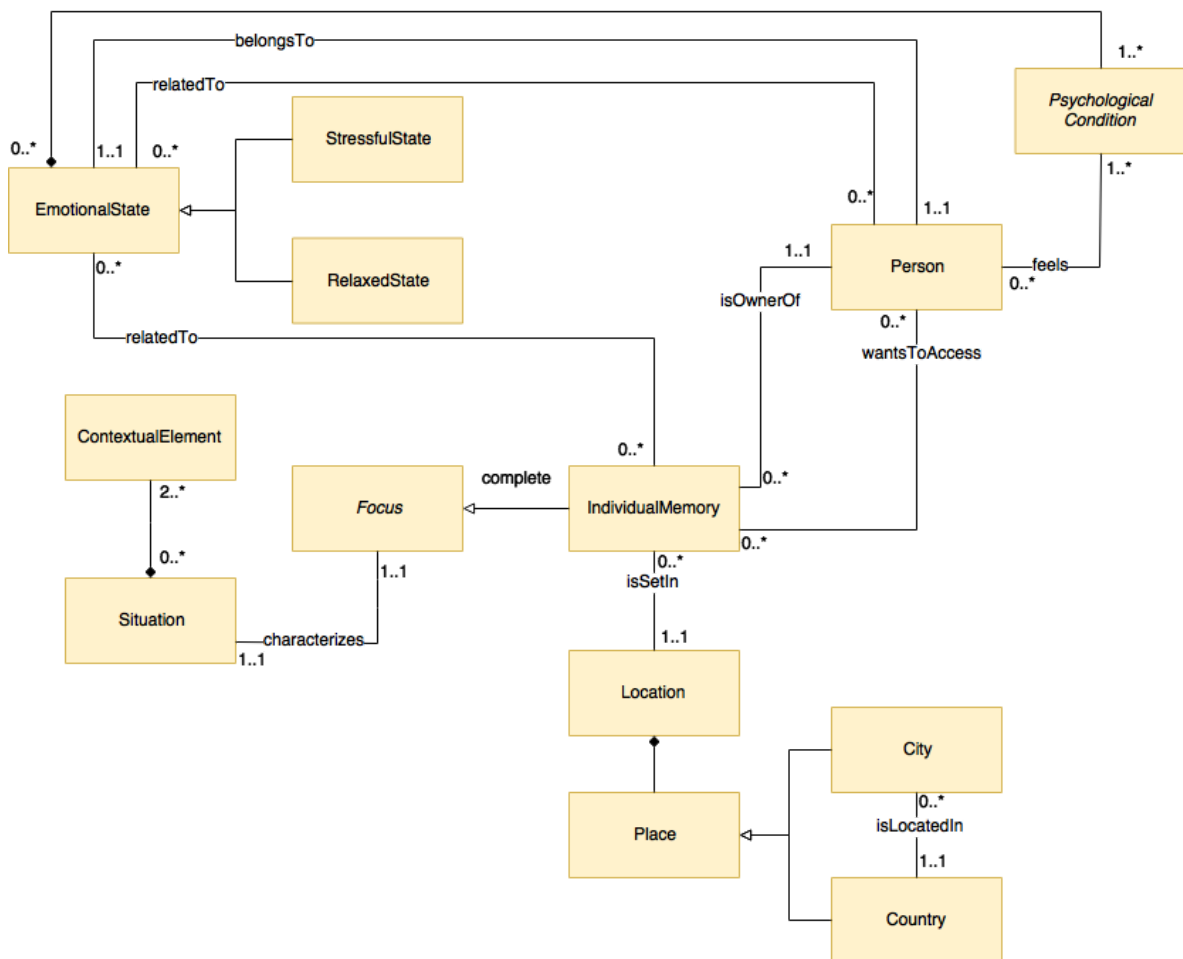 belongsTo
1..*
relatedTo
Psychological
Condition
StressfulState
0..*
1..1
0..*
1..*
EmotionalState
0..*
1..1
1..1
Person
feels
0..*
0..*
RelaxedState
isOwnerOf
0..*
relatedTo
wantsToAccess
ContextualElement
0..*
complete
0..*
2..*
Focus
IndividualMemory
0..*
0..*
0..*
1..1
isSetIn
Situation
characterizes
1..1
1..1
Location
City
0..*
isLocatedIn
Place
1..1
Country